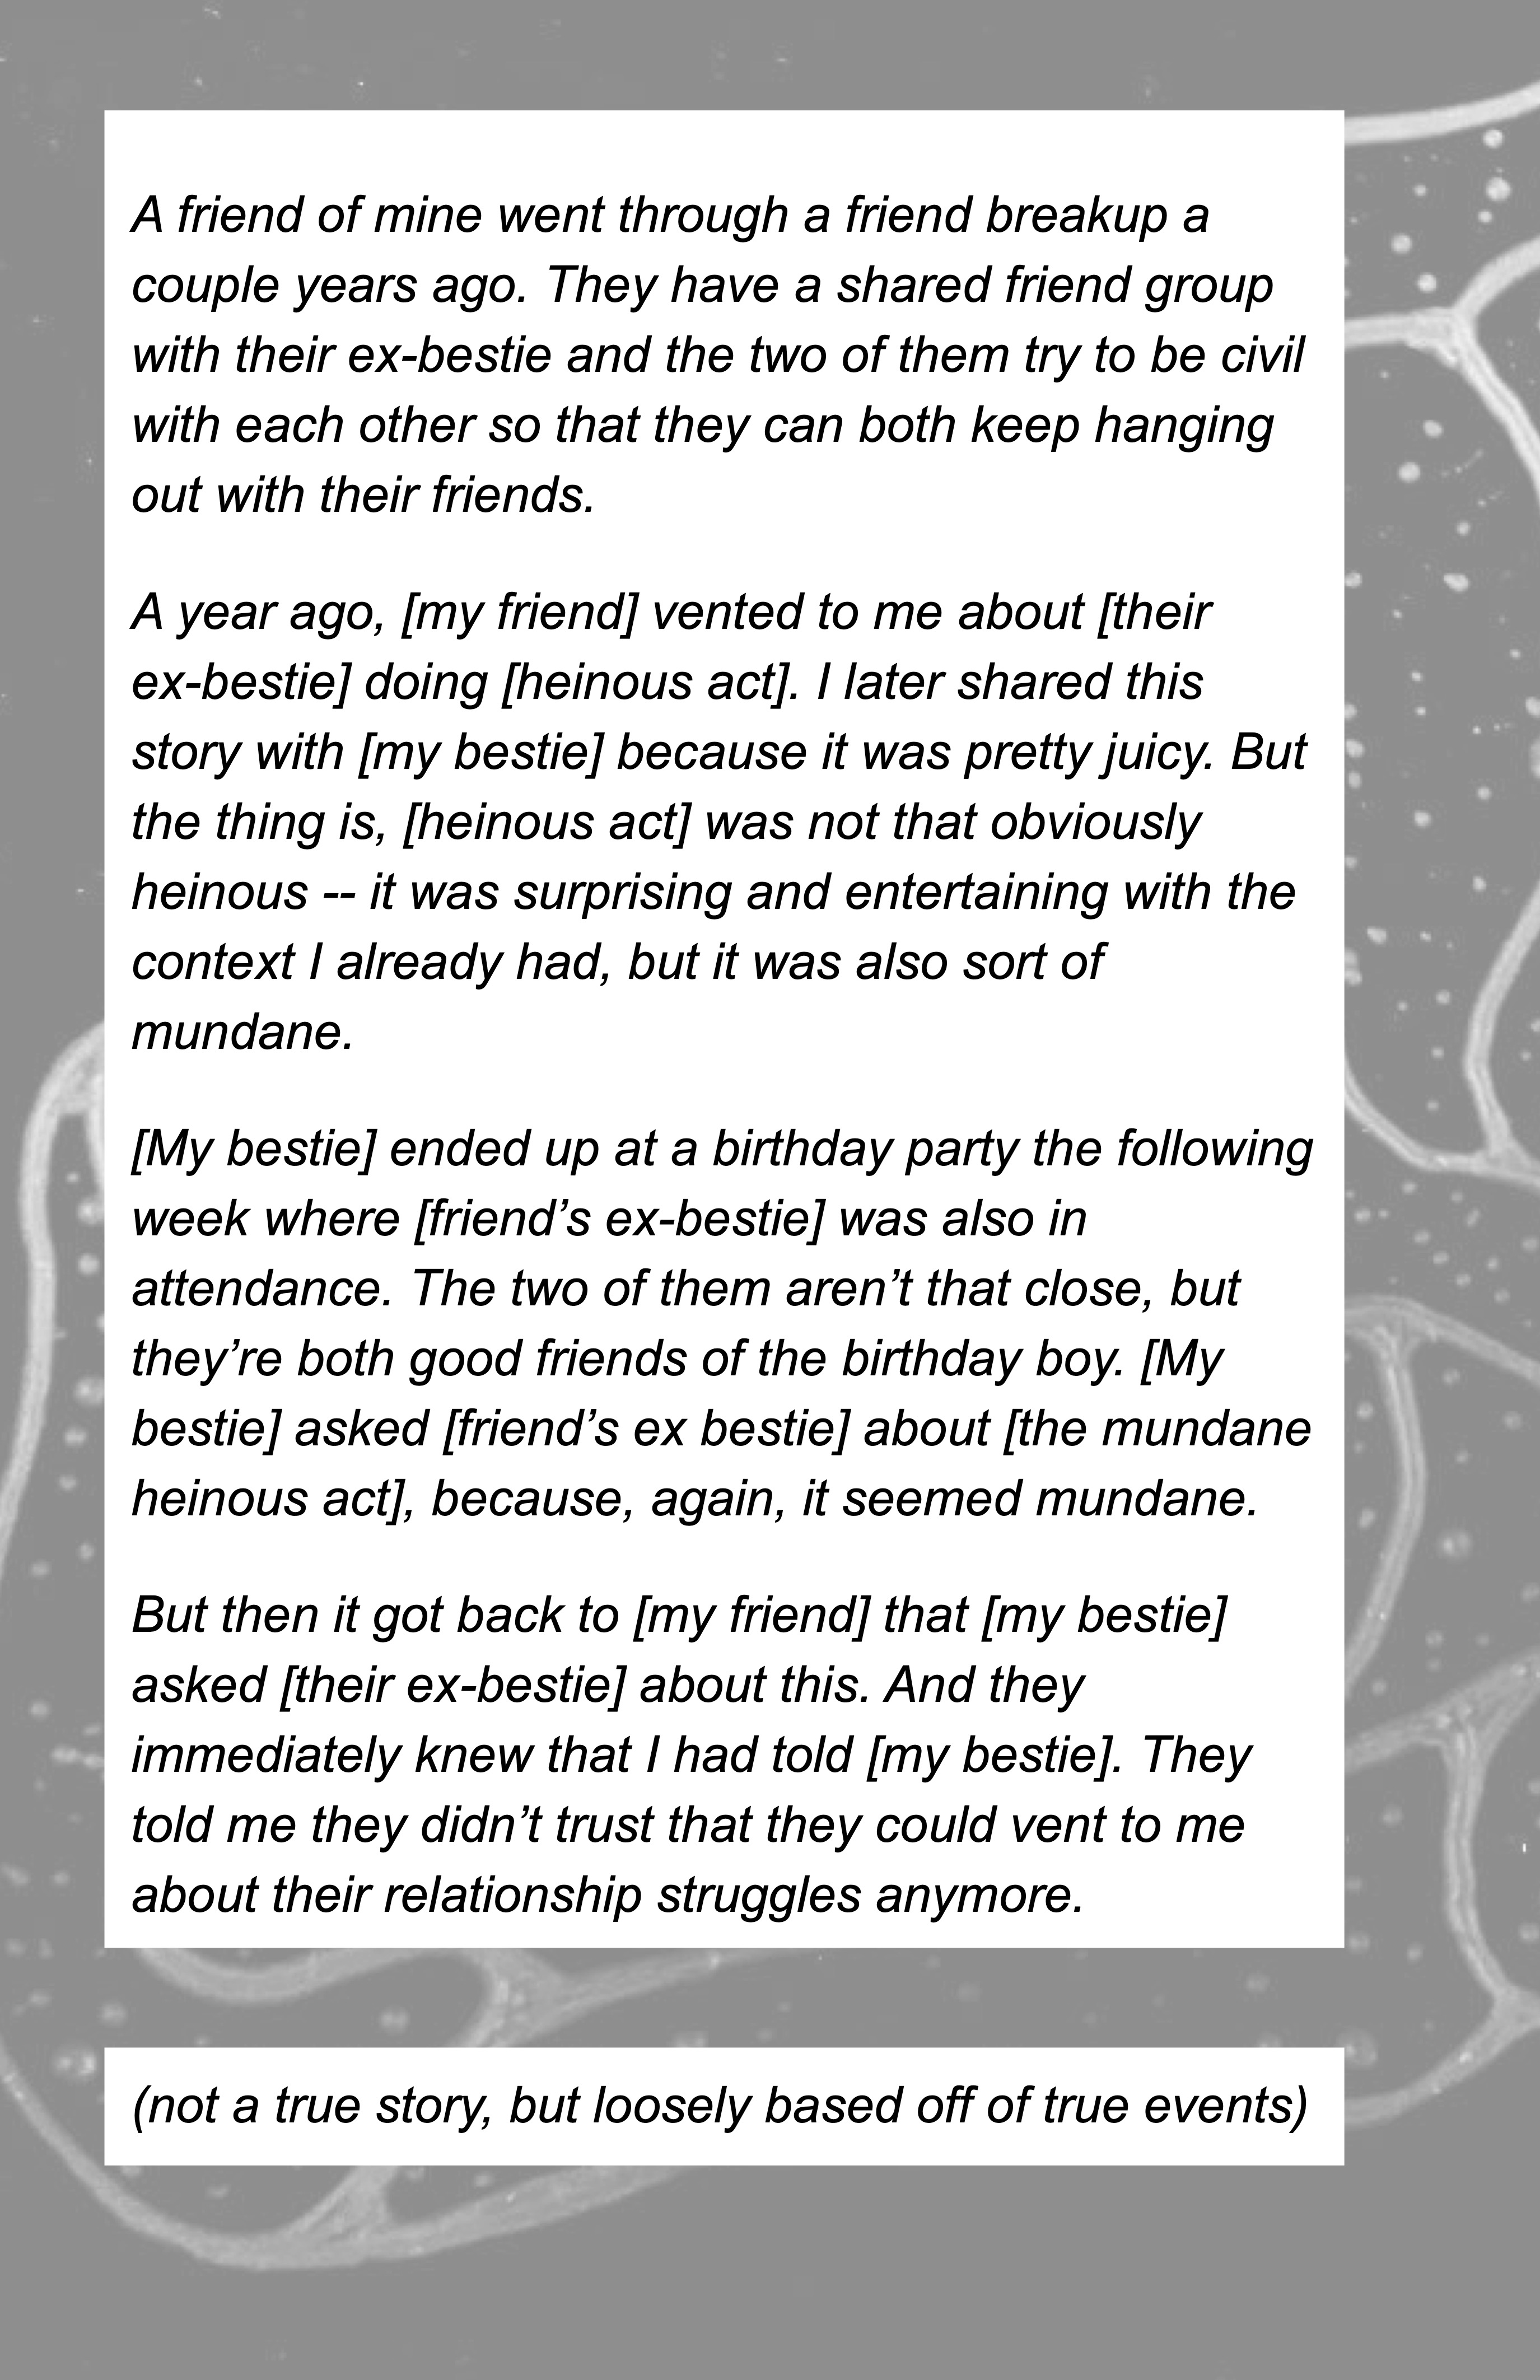 A friend of mine went through a friend breakup a
couple years ago. They have a shared friend group
with their ex-bestie and the two of them try to be civil
with each other so that they can both keep hanging
out with their friends.
A year ago, [my friend] vented to me about [their
ex-bestie] doing [heinous act]. I later shared this
story with [my bestie] because it was pretty juicy. But
the thing is, [heinous act] was not that obviously
heinous -- it was surprising and entertaining with the
context I already had, but it was also sort of
mundane.
[My bestie] ended up at a birthday party the following
week where [friend’s ex-bestie] was also in
attendance. The two of them aren’t that close, but
they’re both good friends of the birthday boy. [My
bestie] asked [friend’s ex bestie] about [the mundane
heinous act], because, again, it seemed mundane.
But then it got back to [my friend] that [my bestie]
asked [their ex-bestie] about this. And they
immediately knew that I had told [my bestie]. They
told me they didn’t trust that they could vent to me
about their relationship struggles anymore.
(not a true story, but loosely based off of true events)